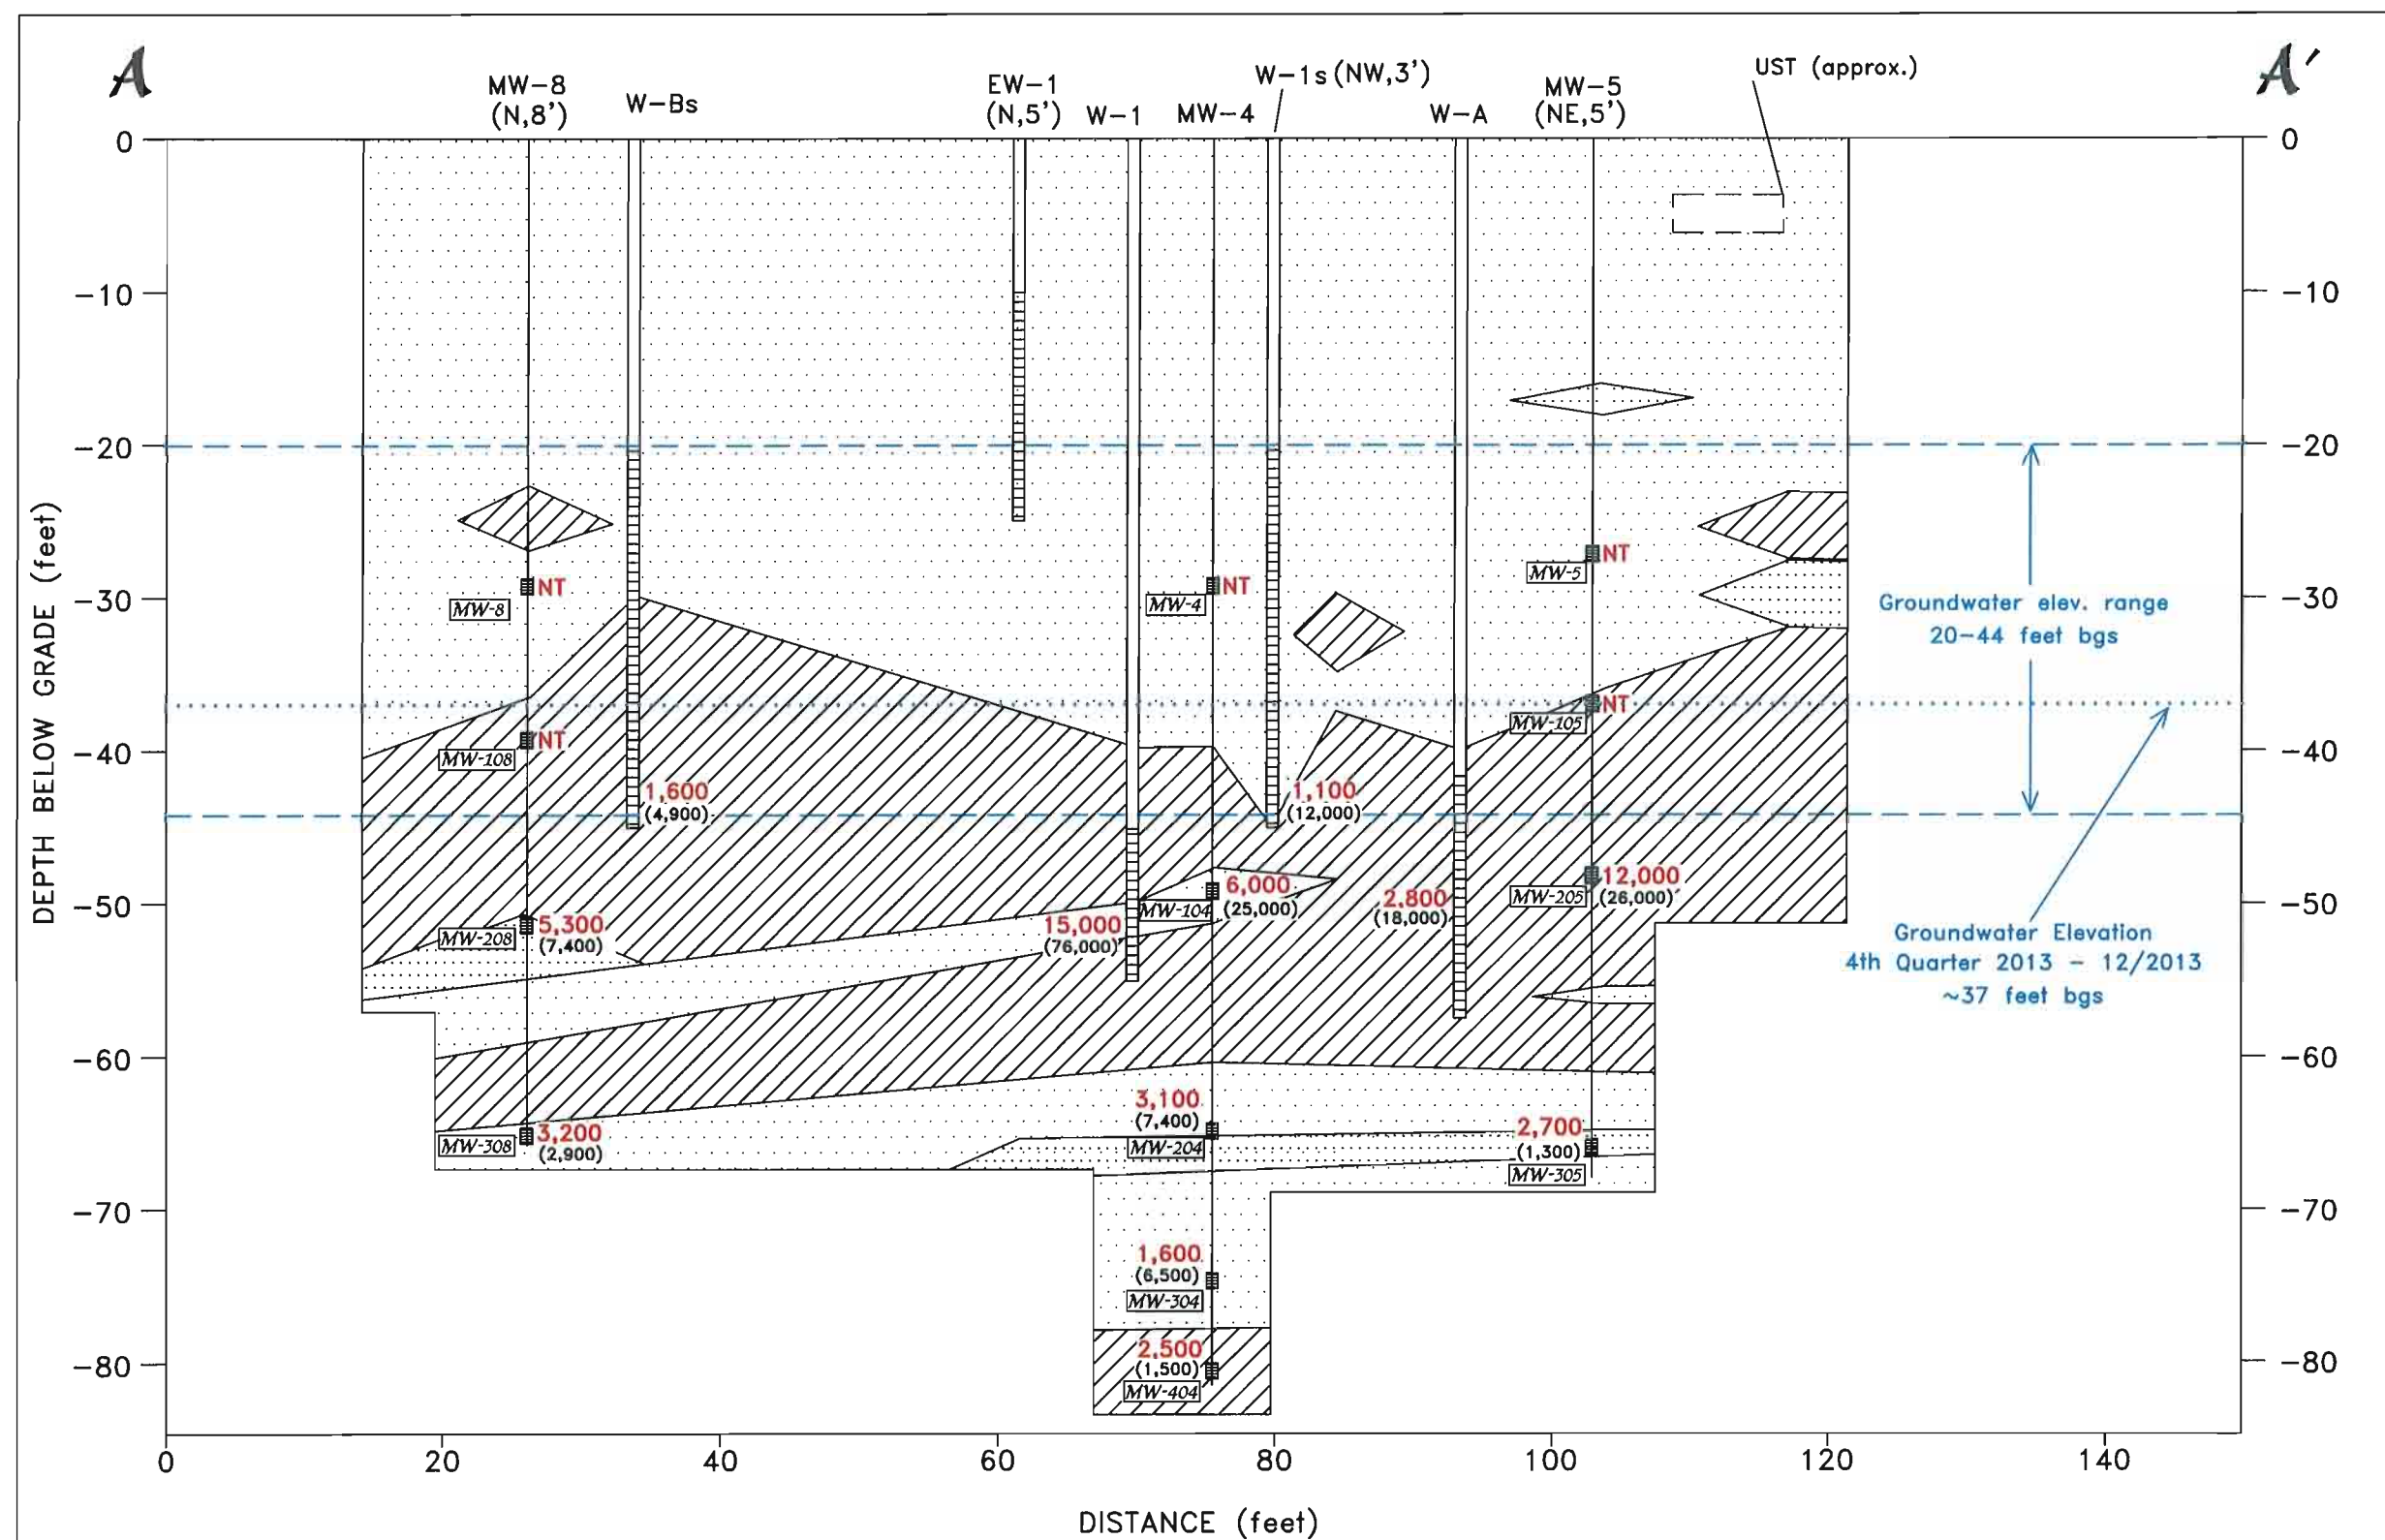 A
A'
MW-8
(N,8')
W-Bs
EW-1
(N,5')
W-1
MW-4
W-1s (NW,3')
W-A
MW-5
(NE,5')
UST (approx.)
0
0
-10
-10
-20
-20
NT
MW-5
NT
MW-8
NT
MW-4
-30
-30
Groundwater elev. range
20-44 feet bgs
NT
MW-105
NT
MW-108
-40
-40
1,600
(4,900)
1,100
(12,000)
12,000
(26,000)
MW-205
6,000
(25,000)
MW-104
2,800
(18,000)
-50
-50
5,300
(7,400)
MW-208
15,000
(76,000)
Groundwater Elevation
4th Quarter 2013 - 12/2013
~37 feet bgs
-60
-60
3,100
(7,400)
MW-204
3,200
(2,900)
MW-308
2,700
(1,300)
MW-305
-70
-70
1,600
(6,500)
MW-304
-80
-80
2,500
(1,500)
MW-404
0
20
40
60
80
100
120
140
DISTANCE (feet)
DEPTH BELOW GRADE (feet)